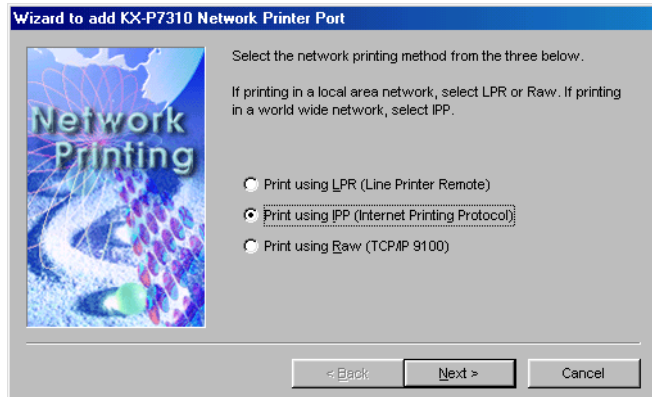 Wizard to add KX-P7310 Network Printer Port
Network
Printing
Select the network printing method from the three below.
If printing in a local area network, select LPR or Raw. If printing
in a world wide network, select IPP.
Print using LPR (Line Printer Remote)
Print using IPP (Internet Printing Protocol)
Print using Raw (TCP/IP 9100)
< Back
Next >
Cancel